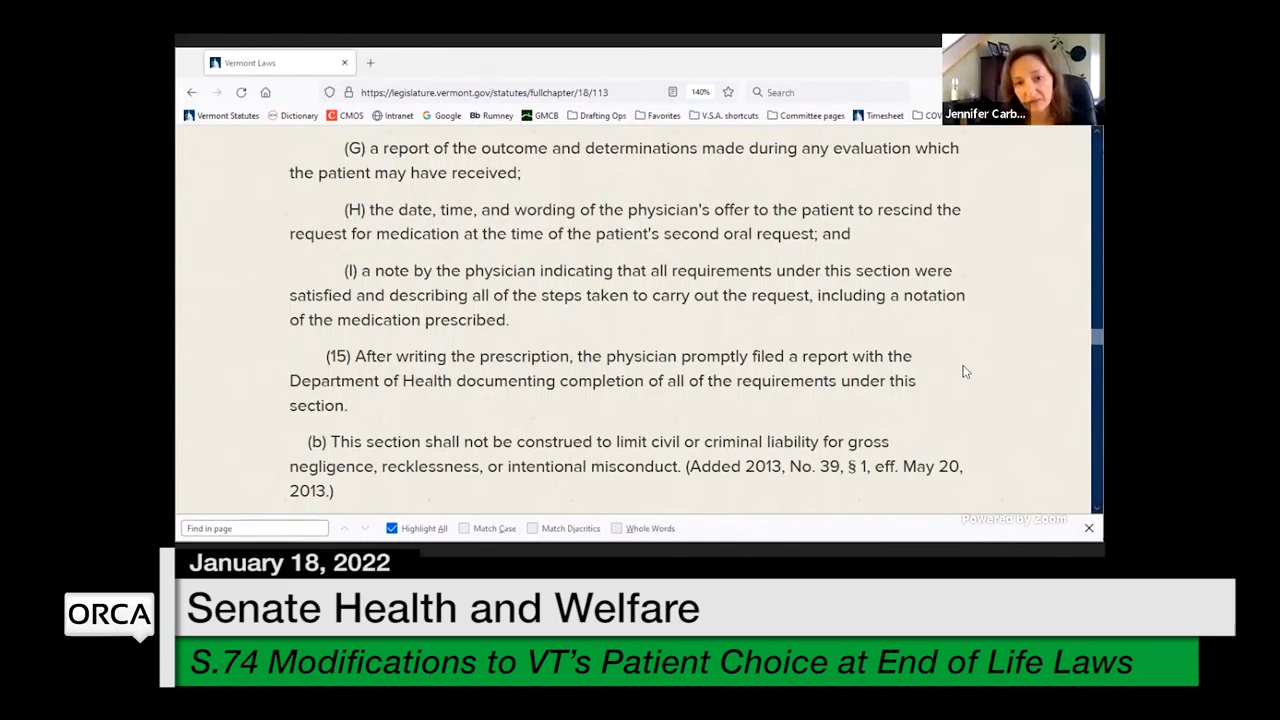 Vermont Laws
https://legislature.vermont.gov/statutes/fullchapter/18/113
140%
Search
Vermont Statutes
Dictionary
CMOS
Intranet
Google
Bb Rumney
GMCB
Drafting Ops
Favorites
V.S.A. shortcuts
Committee pages
Timesheet
COV
Jennifer Carb...
(G) a report of the outcome and determinations made during any evaluation which
the patient may have received;
(H) the date, time, and wording of the physician's offer to the patient to rescind the
request for medication at the time of the patient's second oral request; and
(I) a note by the physician indicating that all requirements under this section were
satisfied and describing all of the steps taken to carry out the request, including a notation
of the medication prescribed.
(15) After writing the prescription, the physician promptly filed a report with the
Department of Health documenting completion of all of the requirements under this
section.
(b) This section shall not be construed to limit civil or criminal liability for gross
negligence, recklessness, or intentional misconduct. (Added 2013, No. 39, § 1, eff. May 20,
2013.)
Powered by Zoom
Find in page
Highlight All
Match Case
Match Diacritics
Whole Words
January 18, 2022
ORCA
Senate Health and Welfare
S.74 Modifications to VT's Patient Choice at End of Life Laws